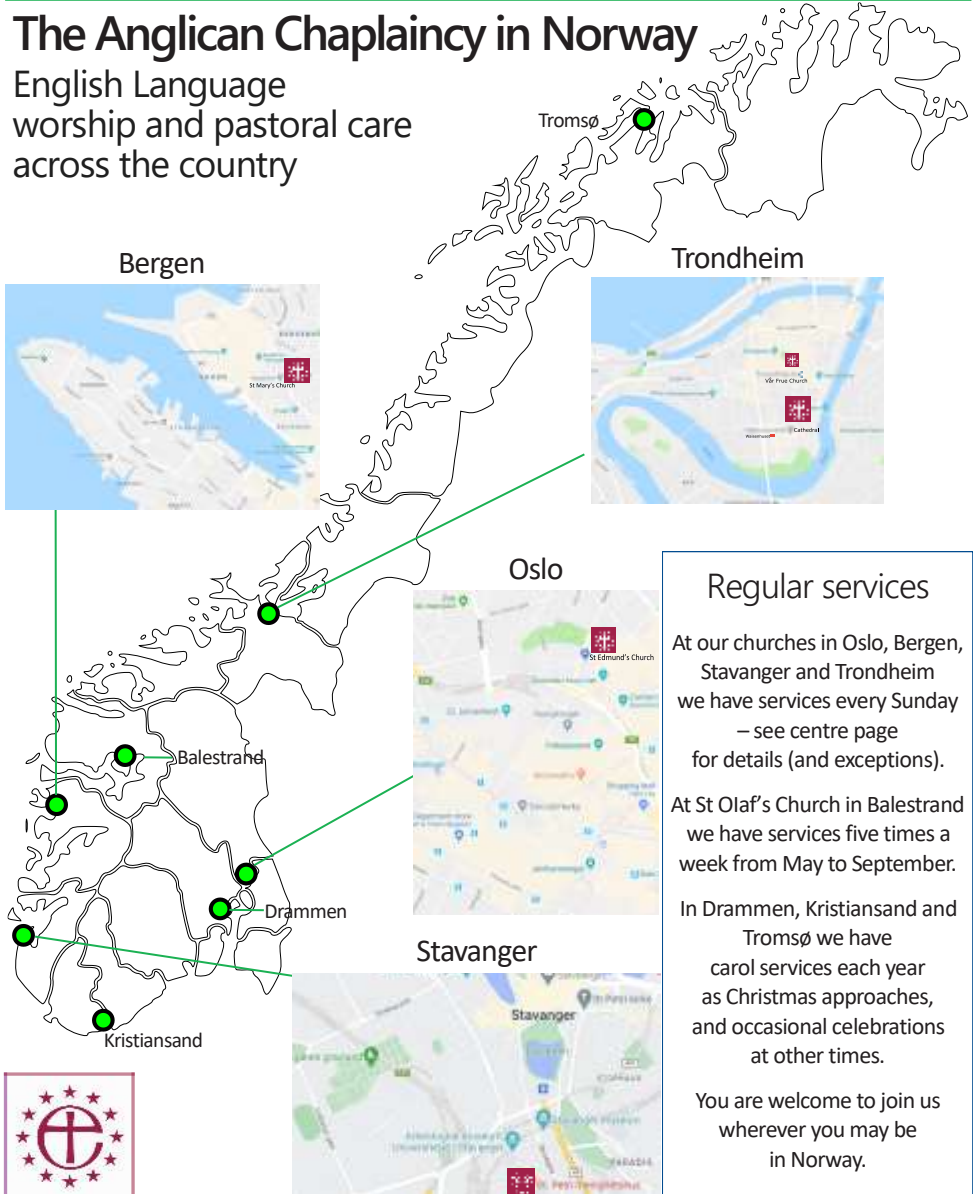 The Anglican Chaplaincy in Norway
English Language
worship and pastoral care
across the country
Tromsø
Bergen
St Mary's Church
Trondheim
Vår Frue Church
Cathedral
Oslo
St Edmund's Church
Balestrand
Drammen
Kristiansand
Stavanger
Stavanger
Regular services
At our churches in Oslo, Bergen,
Stavanger and Trondheim
we have services every Sunday
– see centre page
for details (and exceptions).
At St Olaf's Church in Balestrand
we have services five times a
week from May to September.
In Drammen, Kristiansand and
Tromsø we have
carol services each year
as Christmas approaches,
and occasional celebrations
at other times.
You are welcome to join us
wherever you may be
in Norway.